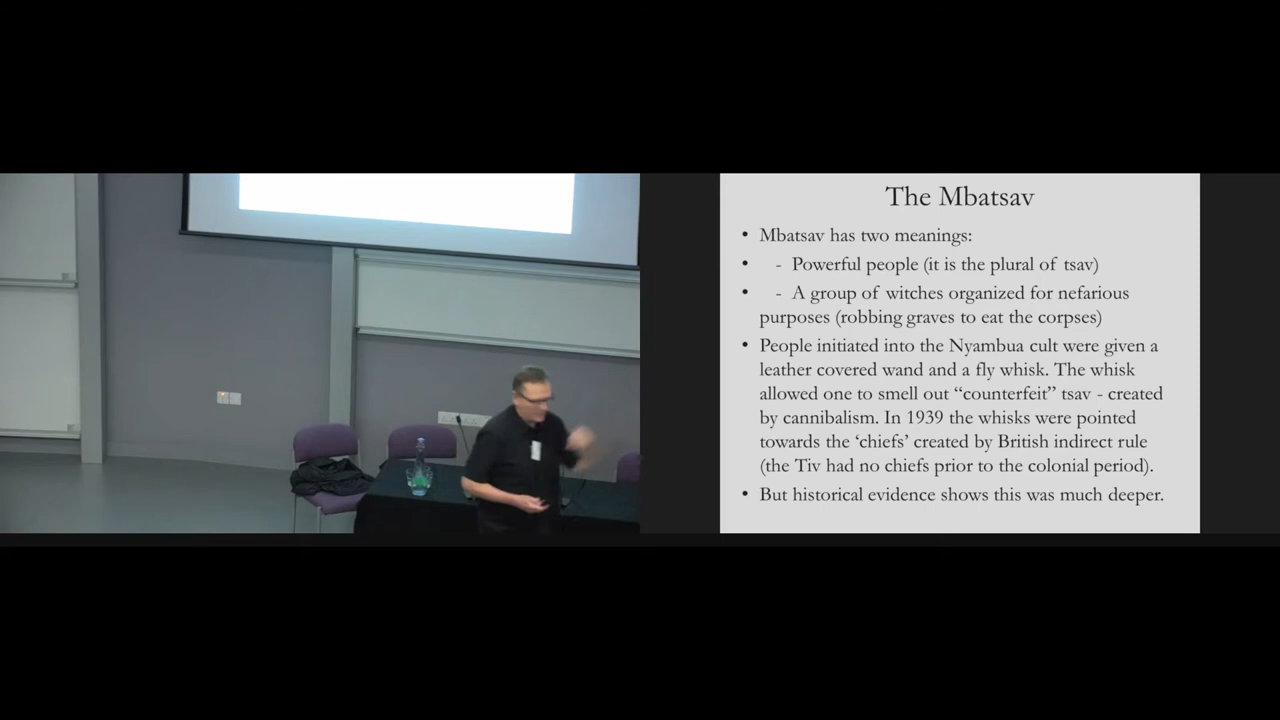 The Mbatsav
• Mbatsav has two meanings:
• - Powerful people (it is the plural of tsav)
• - A group of witches organized for nefarious
purposes (robbing graves to eat the corpses)
• People initiated into the Nyambua cult were given a
leather covered wand and a fly whisk. The whisk
allowed one to smell out “counterfeit” tsav - created
by cannibalism. In 1939 the whisks were pointed
towards the ‘chiefs’ created by British indirect rule
(the Tiv had no chiefs prior to the colonial period).
• But historical evidence shows this was much deeper.